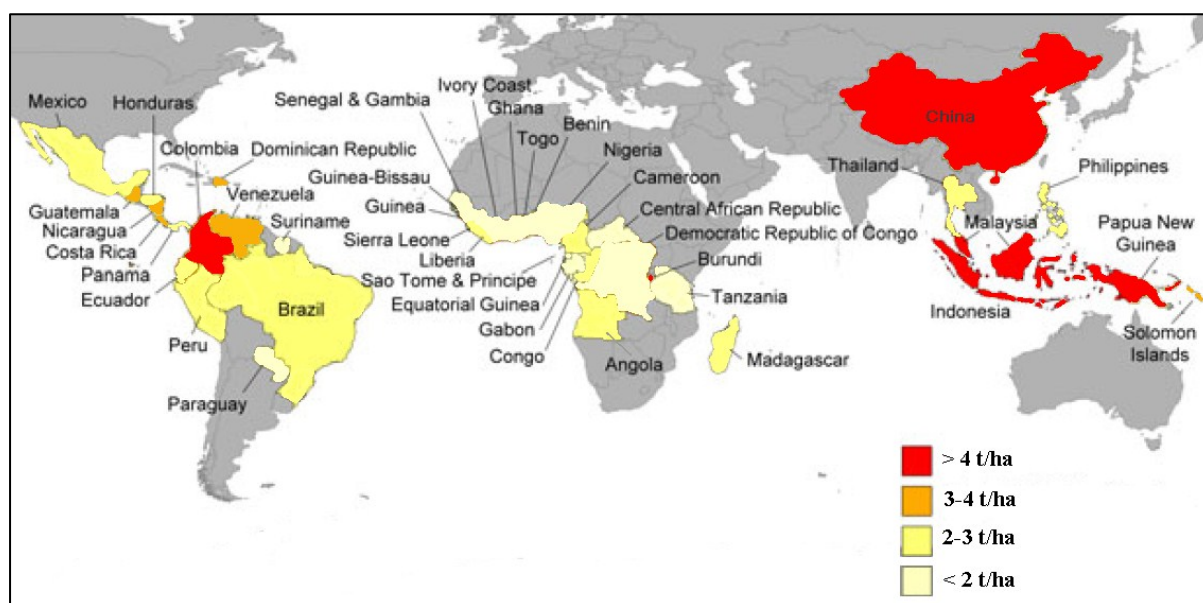 Mexico
Honduras
Colombia
Dominican Republic
Venezuela
Guatemala
Nicaragua
Costa Rica
Panama
Ecuador
Suriname
Brazil
Peru
Paraguay
Senegal & Gambia
Ivory Coast
Ghana
Togo
Benin
Nigeria
Cameroon
Guinea-Bissau
Guinea
Sierra Leone
Liberia
Sao Tome & Principe
Equatorial Guinea
Gabon
Congo
Central African Republic
Democratic Republic of Congo
Burundi
Tanzania
Angola
Madagascar
China
Thailand
Philippines
Malaysia
Papua New
Guinea
Indonesia
Solomon
Islands
> 4 t/ha
3-4 t/ha
2-3 t/ha
< 2 t/ha